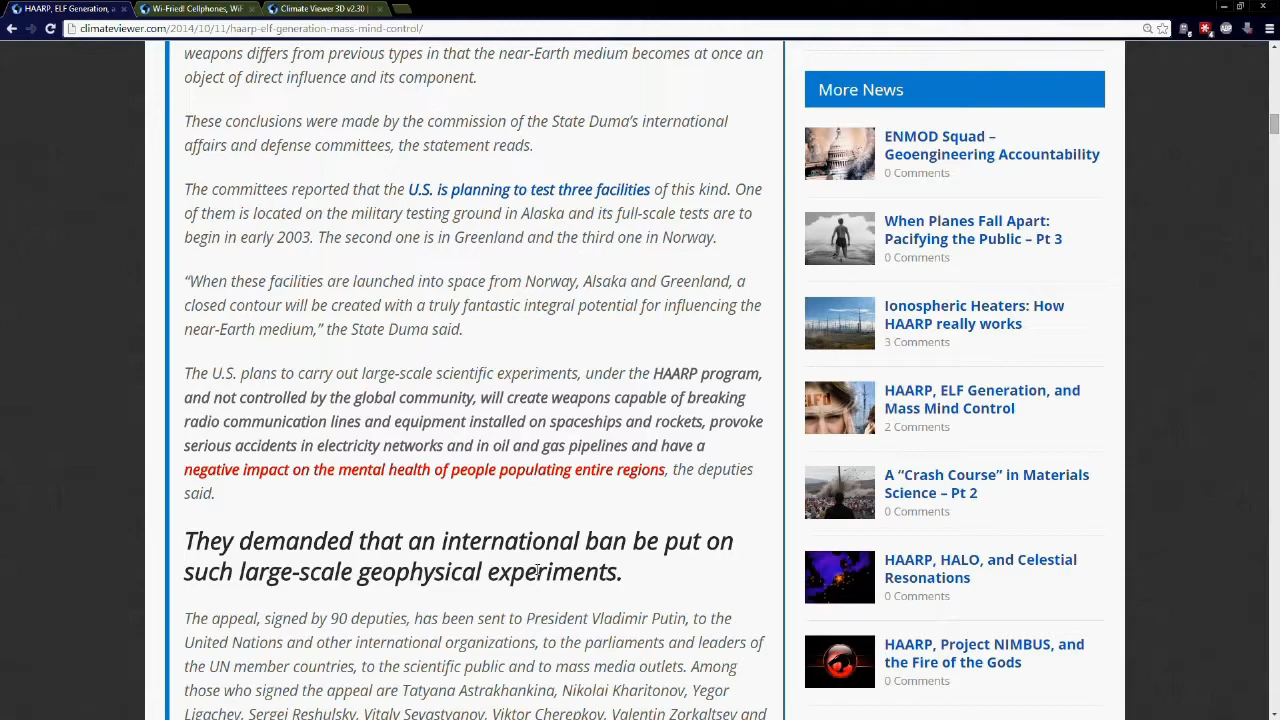 HAARP, ELF Generation, a
Wi-Fried! Cellphones, WiF
Climate Viewer 3D v2.30 |
climateviewer.com/2014/10/11/haarp-elf-generation-mass-mind-control/
weapons differs from previous types in that the near-Earth medium becomes at once an
object of direct influence and its component.
These conclusions were made by the commission of the State Duma's international
affairs and defense committees, the statement reads.
The committees reported that the U.S. is planning to test three facilities of this kind. One
of them is located on the military testing ground in Alaska and its full-scale tests are to
begin in early 2003. The second one is in Greenland and the third one in Norway.
“When these facilities are launched into space from Norway, Alsaka and Greenland, a
closed contour will be created with a truly fantastic integral potential for influencing the
near-Earth medium,” the State Duma said.
The U.S. plans to carry out large-scale scientific experiments, under the HAARP program,
and not controlled by the global community, will create weapons capable of breaking
radio communication lines and equipment installed on spaceships and rockets, provoke
serious accidents in electricity networks and in oil and gas pipelines and have a
negative impact on the mental health of people populating entire regions, the deputies
said.
They demanded that an international ban be put on
such large-scale geophysical experiments.
The appeal, signed by 90 deputies, has been sent to President Vladimir Putin, to the
United Nations and other international organizations, to the parliaments and leaders of
the UN member countries, to the scientific public and to mass media outlets. Among
those who signed the appeal are Tatyana Astrakhankina, Nikolai Kharitonov, Yegor
Ligachev, Sergei Reshulsky, Vitaly Sevastyanov, Viktor Cherepkov, Valentin Zorkaltsev and
More News
ENMOD Squad –
Geoengineering Accountability
0 Comments
When Planes Fall Apart:
Pacifying the Public – Pt 3
0 Comments
Ionospheric Heaters: How
HAARP really works
3 Comments
HAARP, ELF Generation, and
Mass Mind Control
2 Comments
A “Crash Course” in Materials
Science – Pt 2
0 Comments
HAARP, HALO, and Celestial
Resonations
0 Comments
HAARP, Project NIMBUS, and
the Fire of the Gods
0 Comments